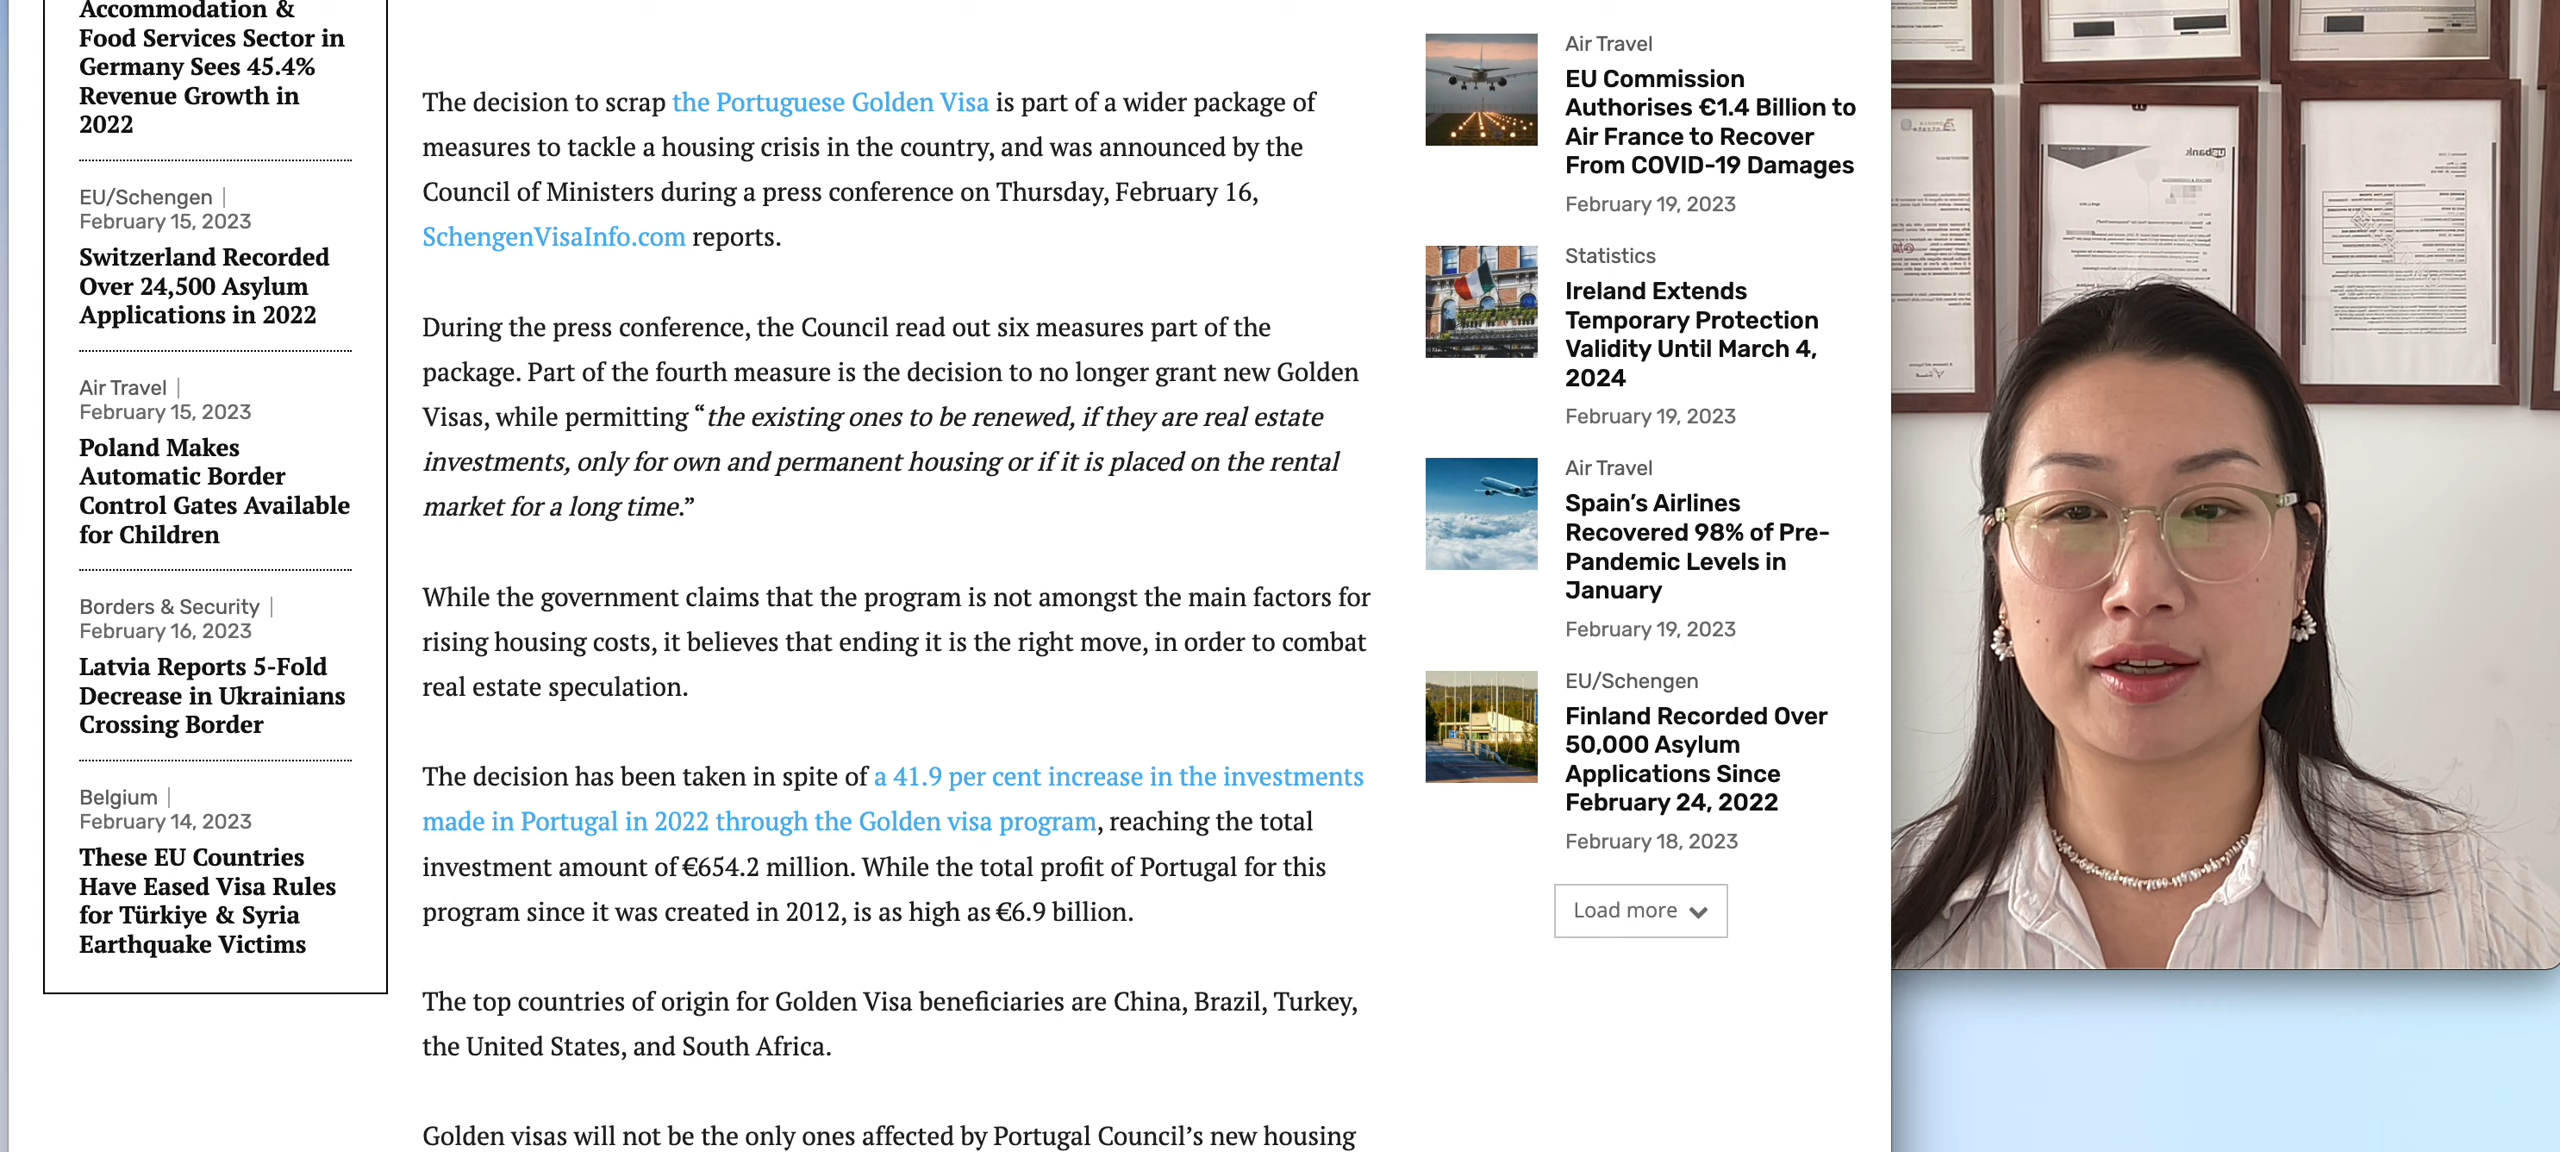 Accommodation &
Food Services Sector in
Germany Sees 45.4%
Revenue Growth in
2022
EU/Schengen |
February 15, 2023
Switzerland Recorded
Over 24,500 Asylum
Applications in 2022
Air Travel |
February 15, 2023
Poland Makes
Automatic Border
Control Gates Available
for Children
Borders & Security |
February 16, 2023
Latvia Reports 5-Fold
Decrease in Ukrainians
Crossing Border
Belgium |
February 14, 2023
These EU Countries
Have Eased Visa Rules
for Türkiye & Syria
Earthquake Victims
The decision to scrap the Portuguese Golden Visa is part of a wider package of
measures to tackle a housing crisis in the country, and was announced by the
Council of Ministers during a press conference on Thursday, February 16,
SchengenVisaInfo.com reports.
During the press conference, the Council read out six measures part of the
package. Part of the fourth measure is the decision to no longer grant new Golden
Visas, while permitting “the existing ones to be renewed, if they are real estate
investments, only for own and permanent housing or if it is placed on the rental
market for a long time.”
While the government claims that the program is not amongst the main factors for
rising housing costs, it believes that ending it is the right move, in order to combat
real estate speculation.
The decision has been taken in spite of a 41.9 per cent increase in the investments
made in Portugal in 2022 through the Golden visa program, reaching the total
investment amount of €654.2 million. While the total profit of Portugal for this
program since it was created in 2012, is as high as €6.9 billion.
The top countries of origin for Golden Visa beneficiaries are China, Brazil, Turkey,
the United States, and South Africa.
Golden visas will not be the only ones affected by Portugal Council’s new housing
Air Travel
EU Commission
Authorises €1.4 Billion to
Air France to Recover
From COVID-19 Damages
February 19, 2023
Statistics
Ireland Extends
Temporary Protection
Validity Until March 4,
2024
February 19, 2023
Air Travel
Spain’s Airlines
Recovered 98% of Pre-
Pandemic Levels in
January
February 19, 2023
EU/Schengen
Finland Recorded Over
50,000 Asylum
Applications Since
February 24, 2022
February 18, 2023
Load more
usbank